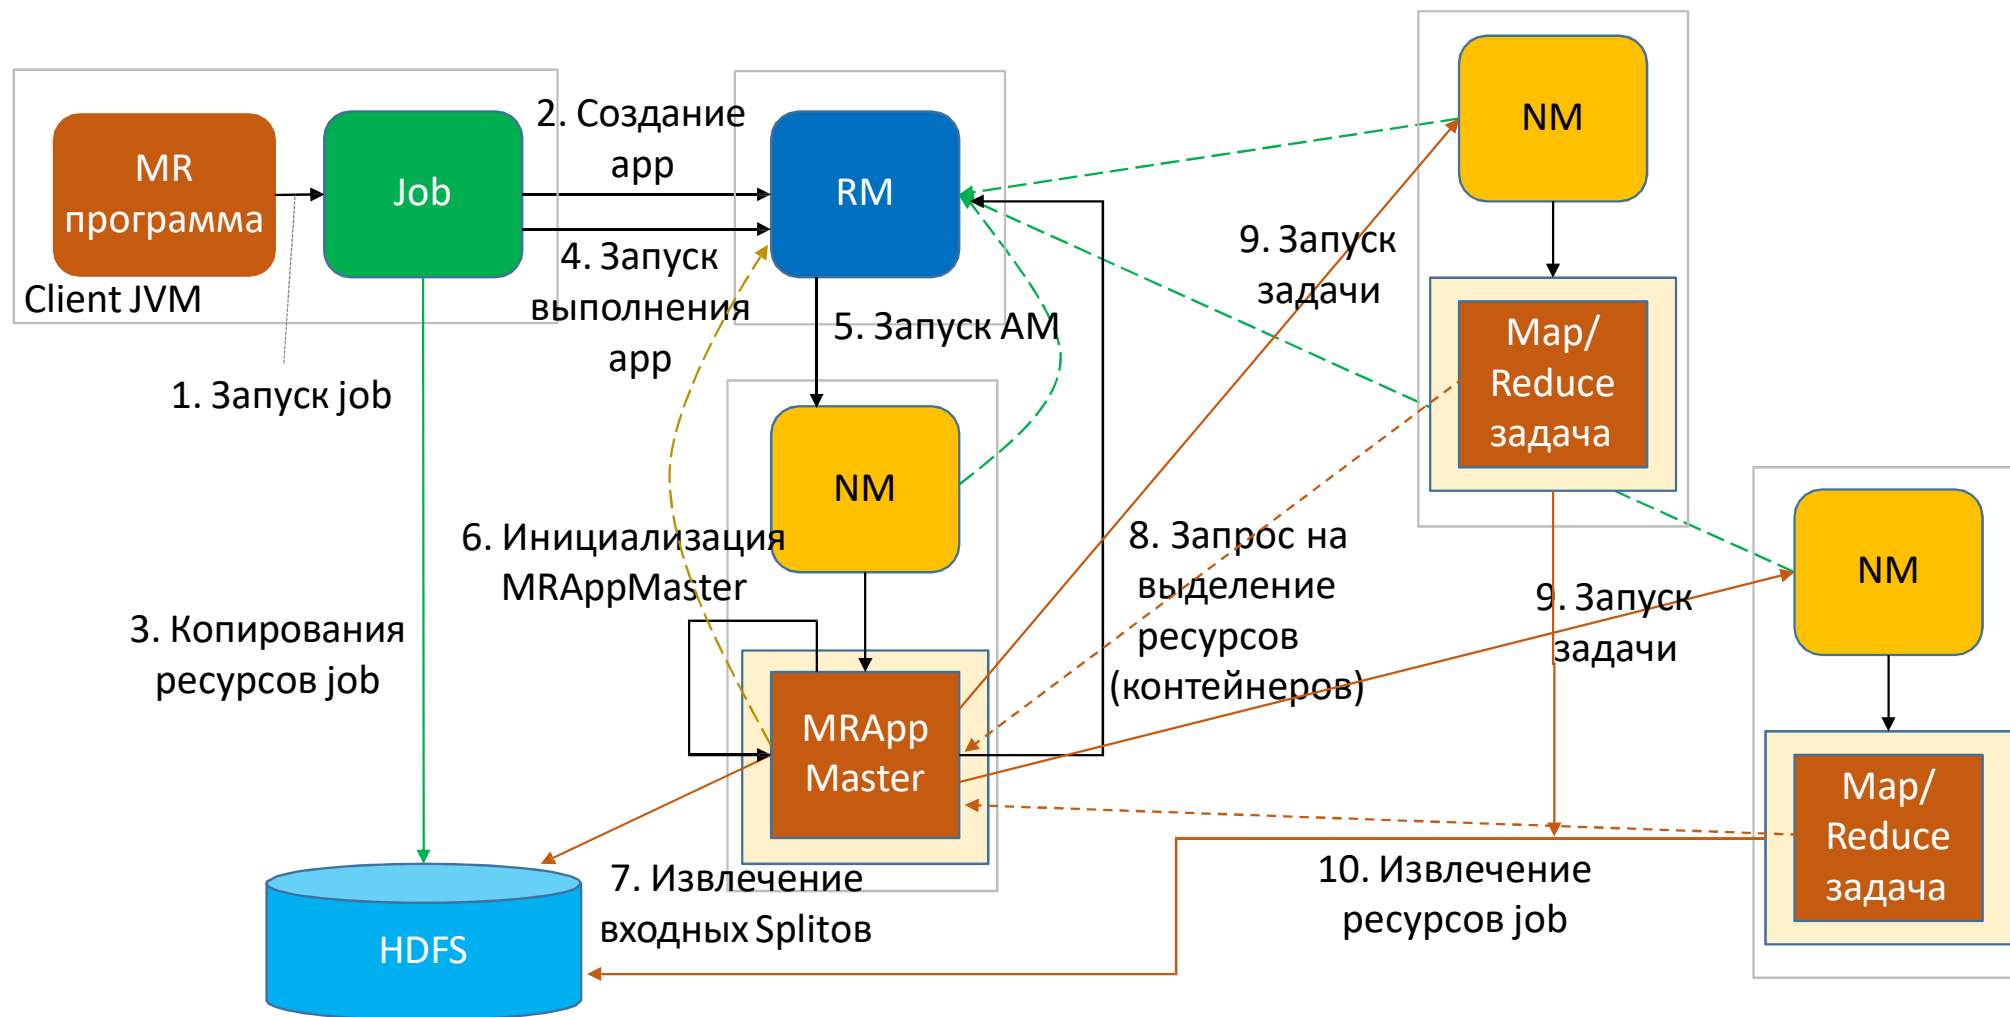 MR
программа
Client JVM
1. Запуск job
Job
2. Создание
app
4. Запуск
выполнения
app
3. Копирования
ресурсов job
HDFS
RM
5. Запуск AM
NM
6. Инициализация
MRAppMaster
MRApp
Master
7. Извлечение
входных Splitов
8. Запрос на
выделение
ресурсов
(контейнеров)
9. Запуск
задачи
NM
Map/
Reduce
задача
9. Запуск
задачи
NM
Map/
Reduce
задача
10. Извлечение
ресурсов job